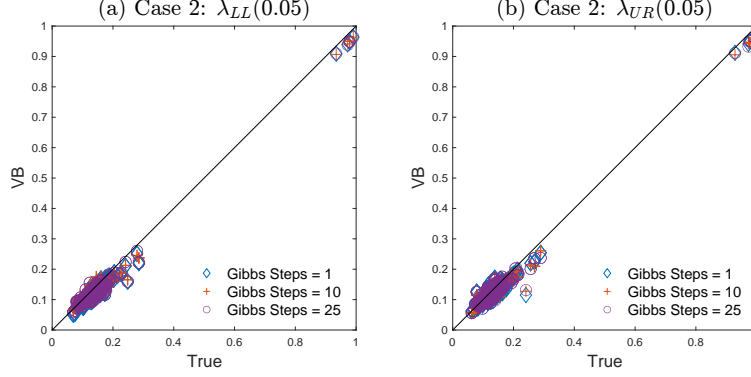 (a) Case 2: λ_{LL}(0.05)
1
0.9
0.8
0.7
0.6
0.5
0.4
0.3
0.2
0.1
0
VB
Gibbs Steps = 1
Gibbs Steps = 10
Gibbs Steps = 25
0 0.2 0.4 0.6 0.8 1
True
(b) Case 2: λ_{UR}(0.05)
1
0.9
0.8
0.7
0.6
0.5
0.4
0.3
0.2
0.1
0
VB
Gibbs Steps = 1
Gibbs Steps = 10
Gibbs Steps = 25
0 0.2 0.4 0.6 0.8
True